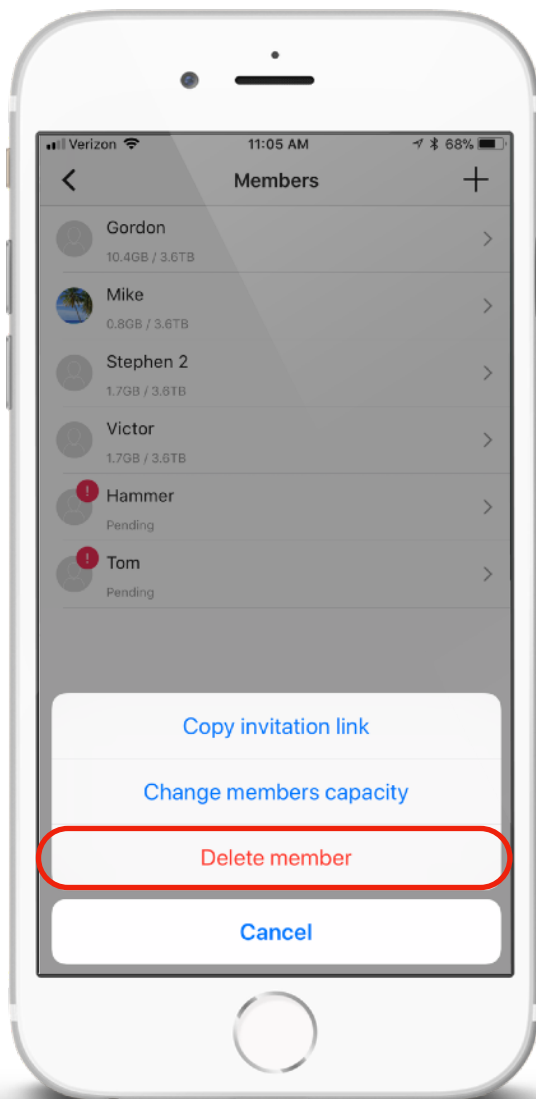 Verizon 11:05 AM 68%
Members
Gordon
10.4GB / 3.6TB
Mike
0.8GB / 3.6TB
Stephen 2
1.7GB / 3.6TB
Victor
1.7GB / 3.6TB
!
Hammer
Pending
!
Tom
Pending
Copy invitation link
Change members capacity
Delete member
Cancel